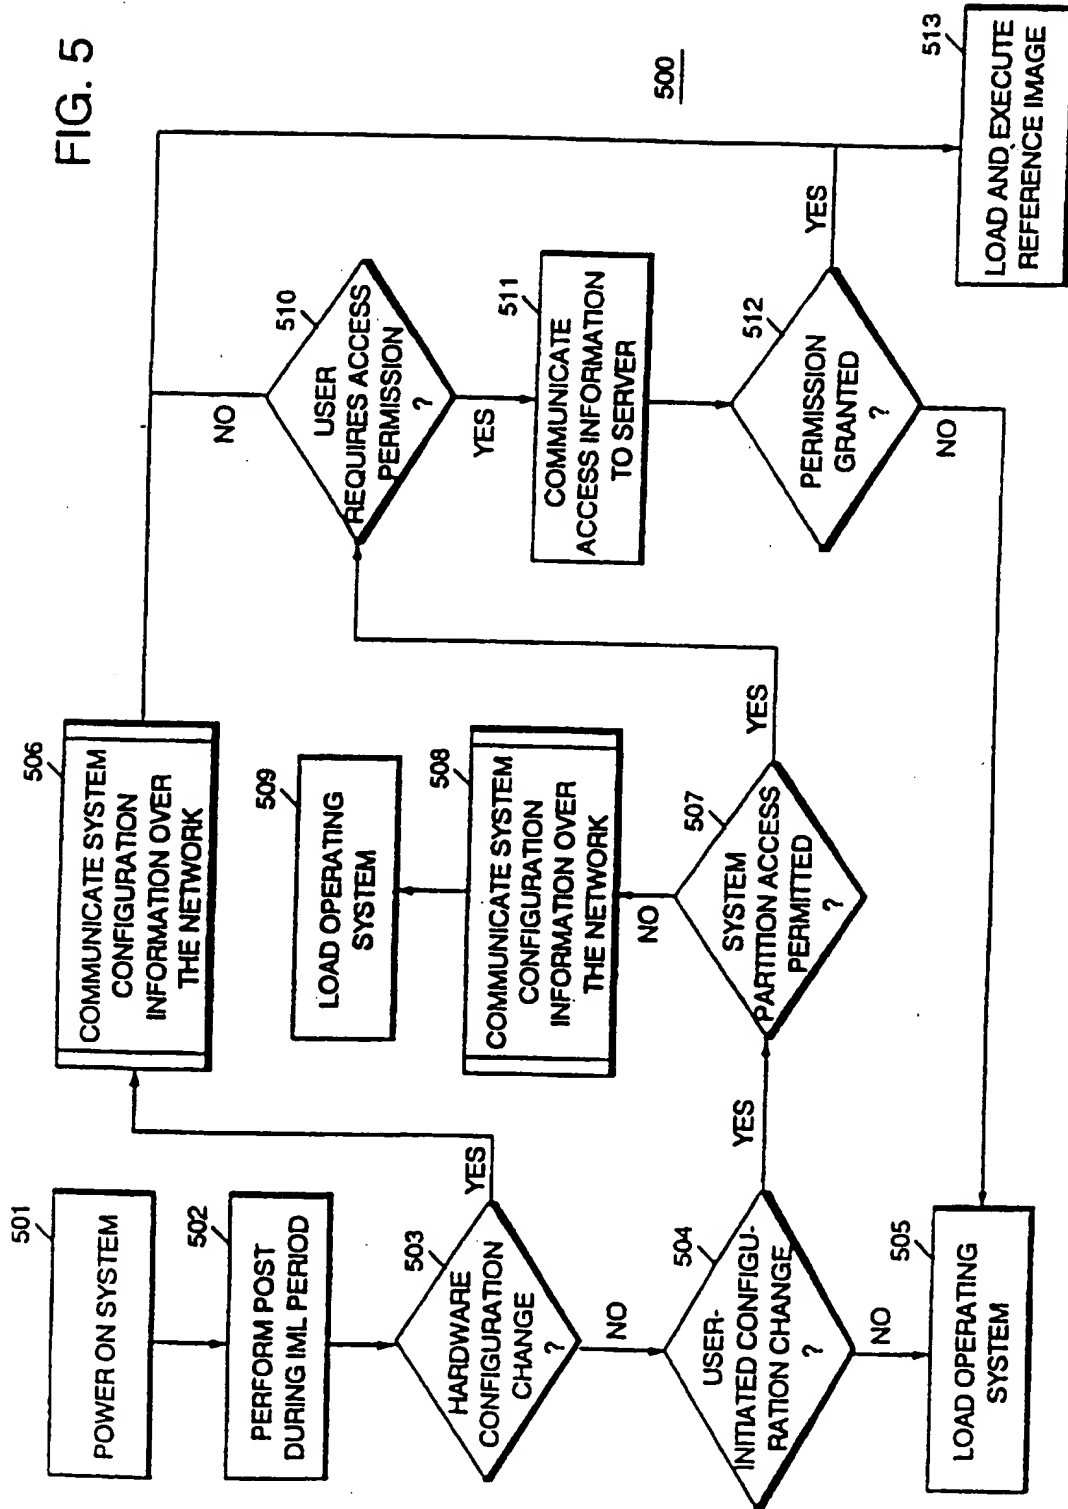 FIG. 5
500
501
POWER ON SYSTEM
502
PERFORM POST
DURING IML PERIOD
503
HARDWARE
CONFIGURATION
CHANGE
?
YES
NO
504
USER-
INITIATED CONFIGU-
RATION CHANGE
?
YES
NO
505
LOAD OPERATING
SYSTEM
506
COMMUNICATE SYSTEM
CONFIGURATION
INFORMATION OVER
THE NETWORK
509
LOAD OPERATING
SYSTEM
508
COMMUNICATE SYSTEM
CONFIGURATION
INFORMATION OVER
THE NETWORK
507
SYSTEM
PARTITION ACCESS
PERMITTED
?
NO
YES
510
USER
REQUIRES ACCESS
PERMISSION
?
NO
YES
511
COMMUNICATE
ACCESS INFORMATION
TO SERVER
512
PERMISSION
GRANTED
?
YES
NO
513
LOAD AND EXECUTE
REFERENCE IMAGE